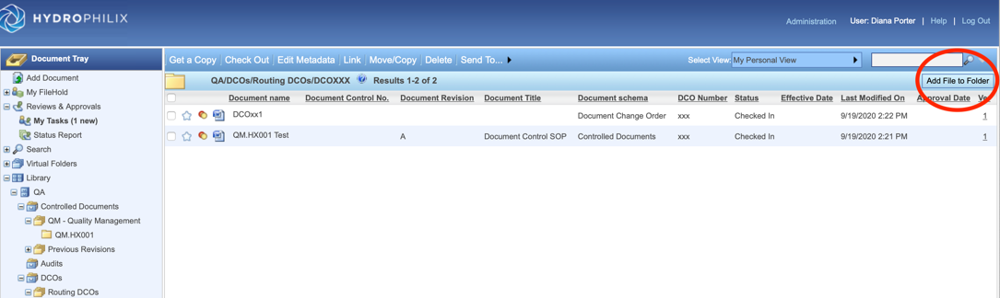 HYDROPHILIX
Administration User: Diana Porter | Help | Log Out
Document Tray
Get a Copy | Check Out | Edit Metadata | Link | Move/Copy | Delete | Send To...
Select View: My Personal View
Add Document
My FileHold
Reviews & Approvals
My Tasks (1 new)
Status Report
Search
Virtual Folders
Library
QA
Controlled Documents
QM - Quality Management
QM.HX001
Previous Revisions
Audits
DCOs
Routing DCOs
QA/DCOs/Routing DCOs/DCOXXX Results 1-2 of 2
Add File to Folder
Document name Document Control No. Document Revision Document Title Document schema DCO Number Status Effective Date Last Modified On Approval Date
DCOxx1 Document Change Order xxx Checked In 9/19/2020 2:22 PM 1
QM.HX001 Test A Document Control SOP Controlled Documents xxx Checked In 9/19/2020 2:21 PM 1